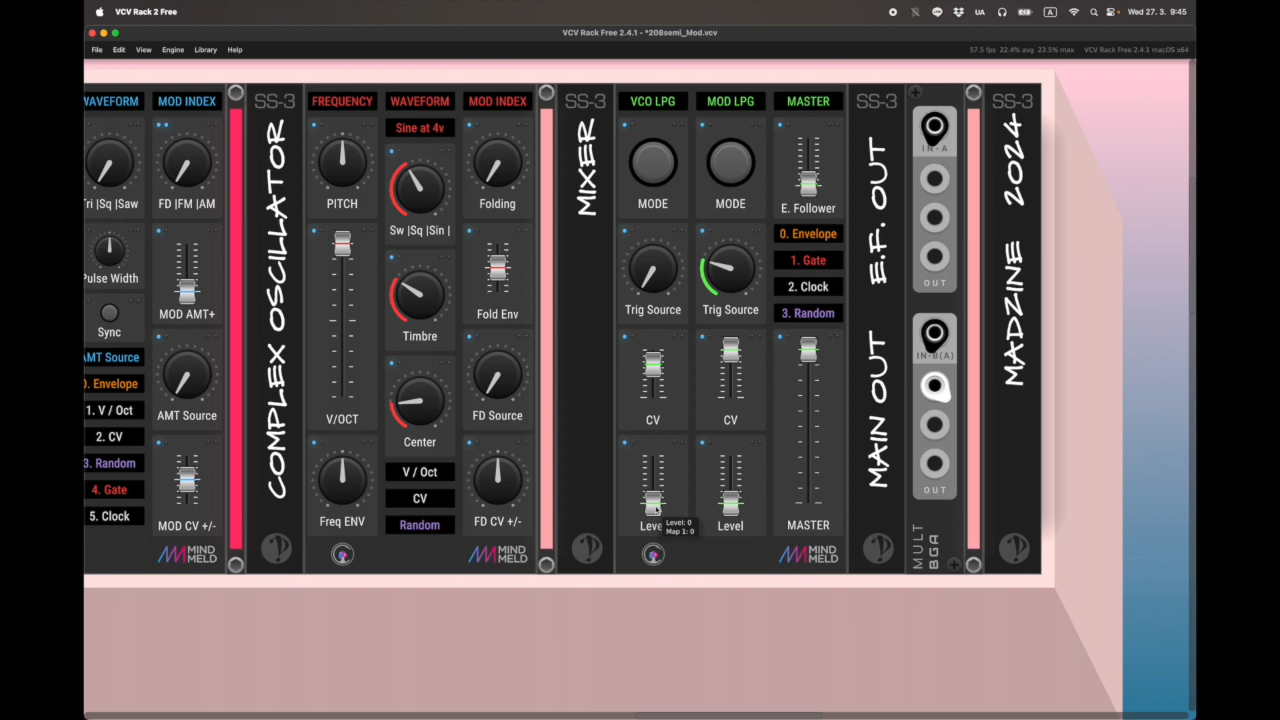 VCV Rack 2 Free
UA
A
Wed 27. 3. 9:45
VCV Rack Free 2.4.1 - *208semi_Mod.vcv
File Edit View Engine Library Help
57.5 fps 22.4% avg 23.5% max VCV Rack Free 2.4.1 macOS x64
WAVEFORM
Tri |Sq |Saw
Pulse Width
Sync
AMT Source
0. Envelope
1. V / Oct
2. CV
3. Random
4. Gate
5. Clock
MOD INDEX
FD |FM |AM
MOD AMT+
AMT Source
MOD CV +/-
MIND
MELD
SS-3
COMPLEX OSCILLATOR
FREQUENCY
PITCH
V/OCT
Freq ENV
WAVEFORM
Sine at 4v
Sw |Sq |Sin |
Timbre
Center
V / Oct
CV
Random
MOD INDEX
Folding
Fold Env
FD Source
FD CV +/-
MIND
MELD
SS-3
MIXER
VCO LPG
MODE
Trig Source
CV
Level
Level: 0
Map 1: 0
MOD LPG
MODE
Trig Source
CV
Level
MASTER
E. Follower
0. Envelope
1. Gate
2. Clock
3. Random
MASTER
MIND
MELD
SS-3
MAIN OUT E.F. OUT
IN-A
OUT
IN-B(A)
OUT
MULT
BGA
SS-3
MADZINE 2024